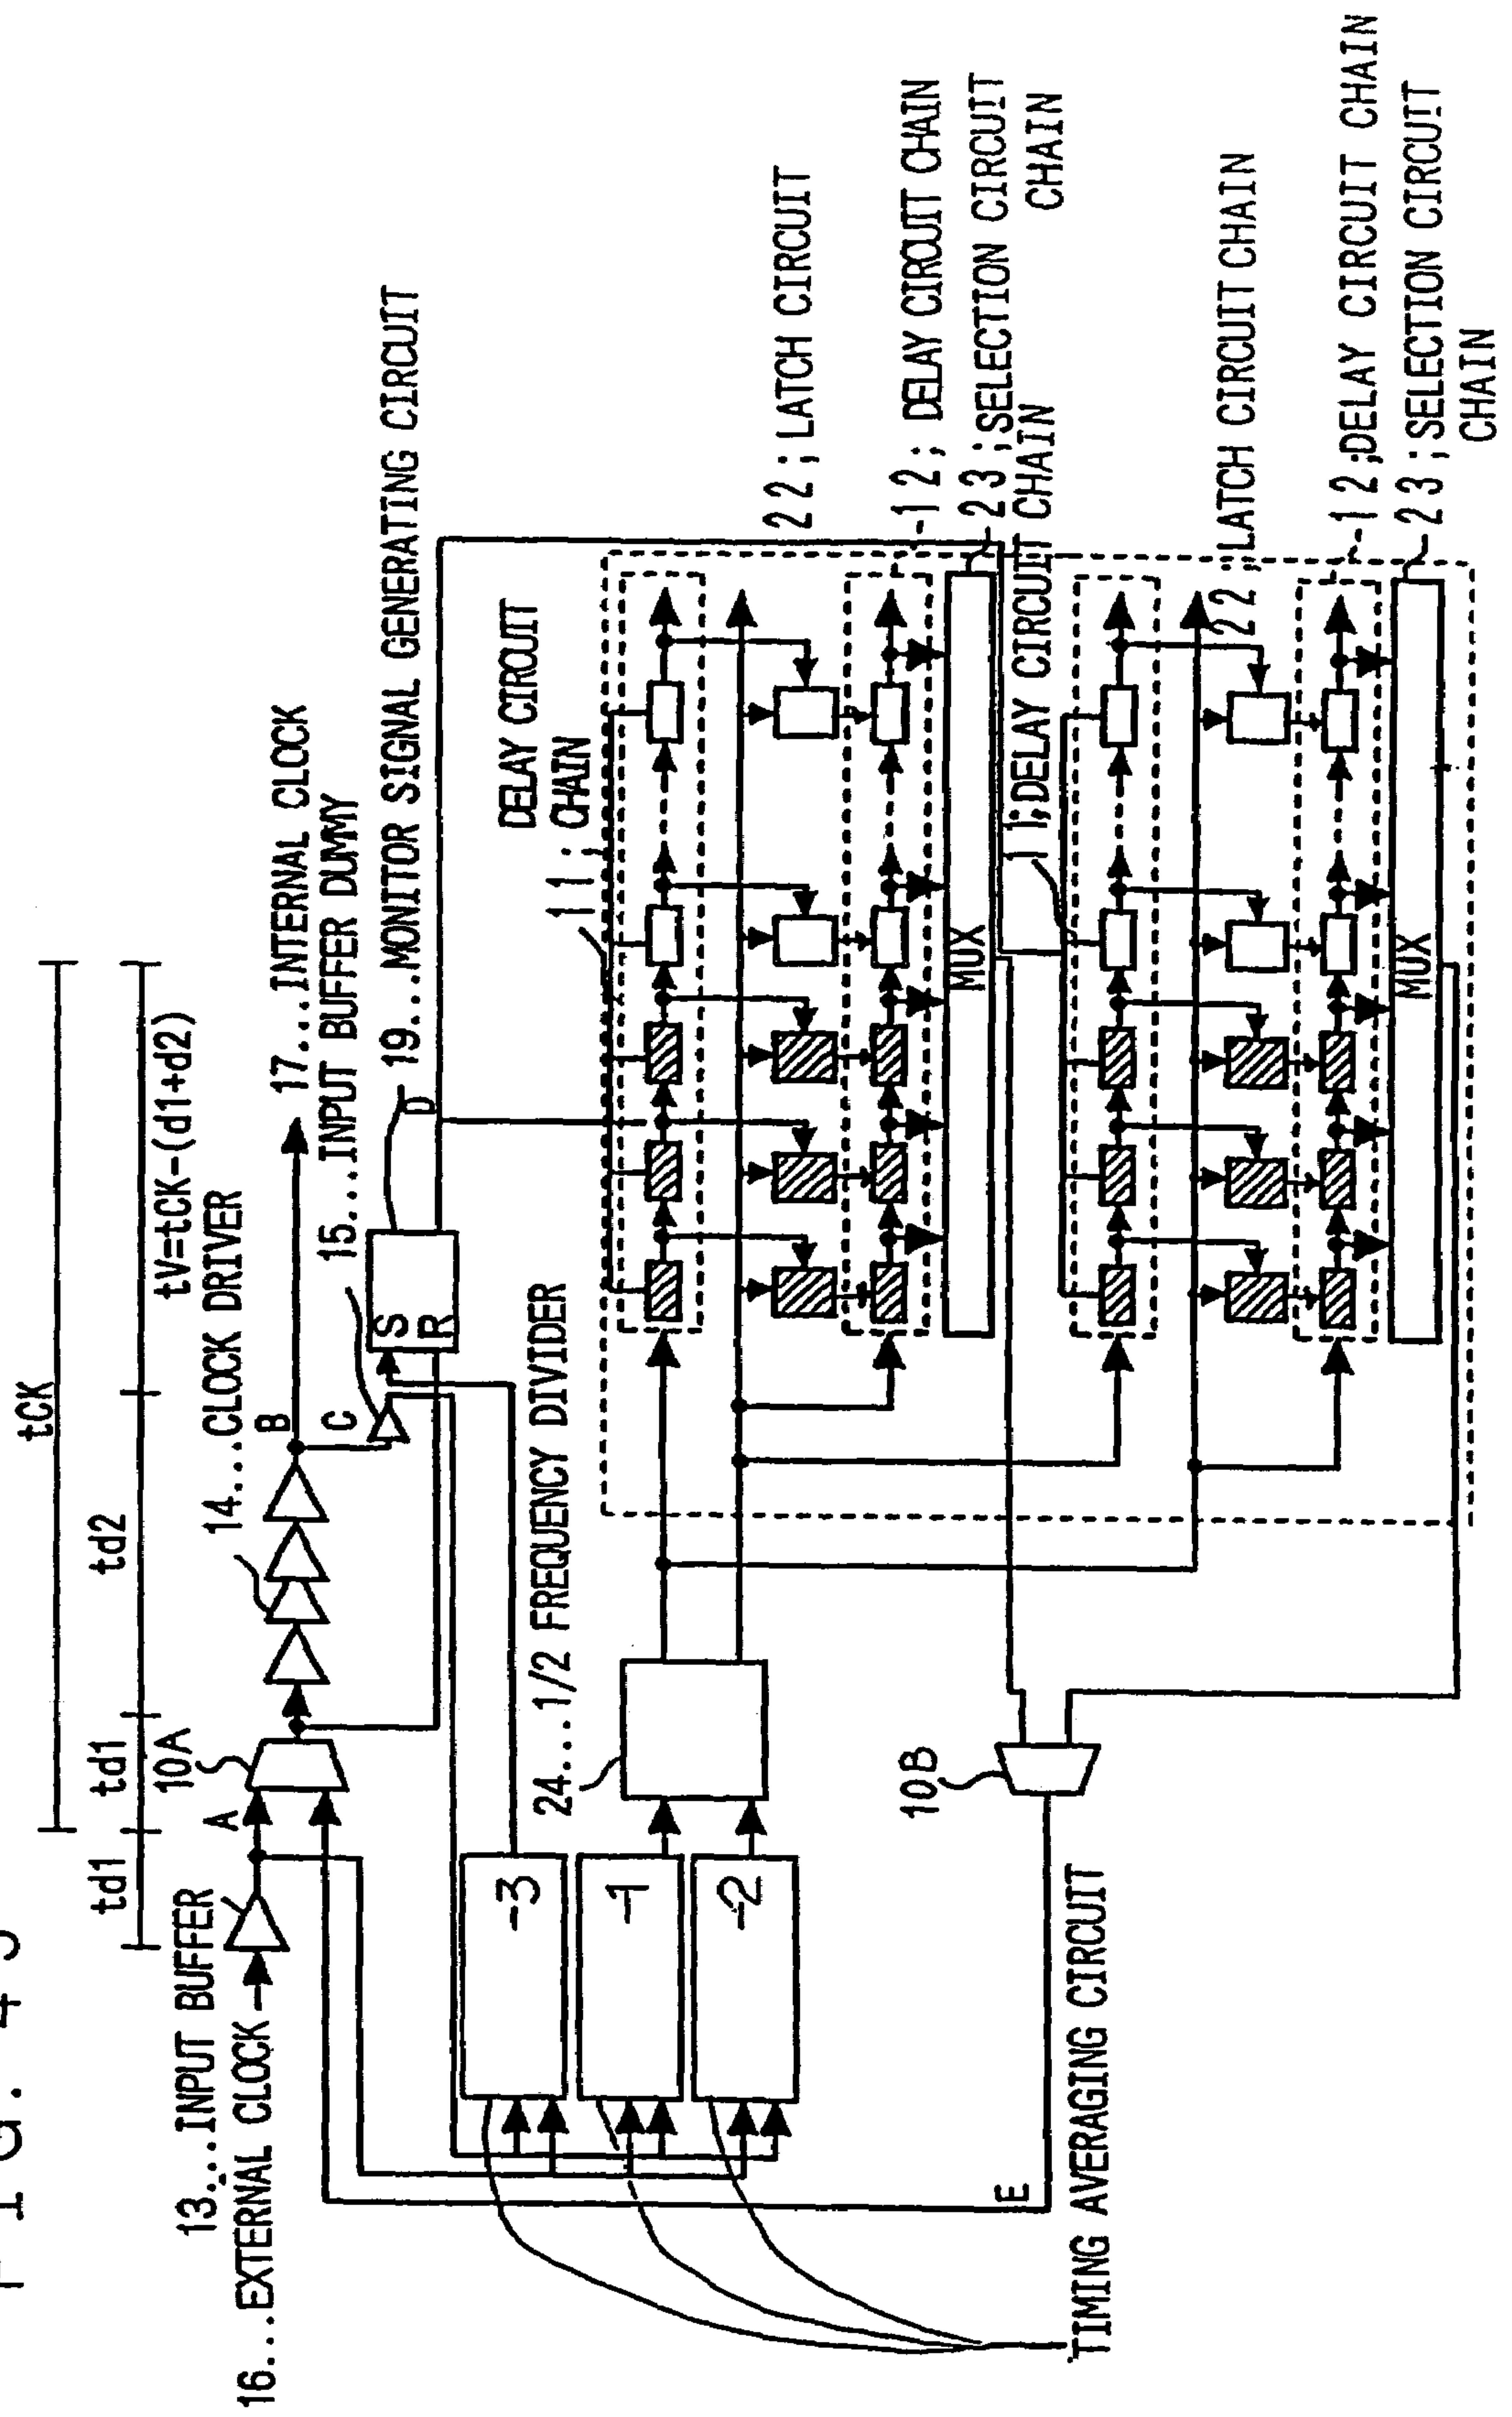 tCK
td1
td1
td2
tV=tCK-(d1+d2)
13...INPUT BUFFER
16...EXTERNAL CLOCK
A
10A
14...CLOCK DRIVER
B
17...INTERNAL CLOCK
C
15...INPUT BUFFER DUMMY
S
R
D
19...MONITOR SIGNAL GENERATING CIRCUIT
-3
-1
-2
24...1/2 FREQUENCY DIVIDER
11;
DELAY CIRCUIT
CHAIN
22;LATCH CIRCUIT
12; DELAY CIRCUIT CHAIN
MUX
23;SELECTION CIRCUIT
CHAIN
11;DELAY CIRCUIT CHAIN
22;LATCH CIRCUIT CHAIN
12;DELAY CIRCUIT CHAIN
MUX
23;SELECTION CIRCUIT
CHAIN
10B
E
TIMING AVERAGING CIRCUIT